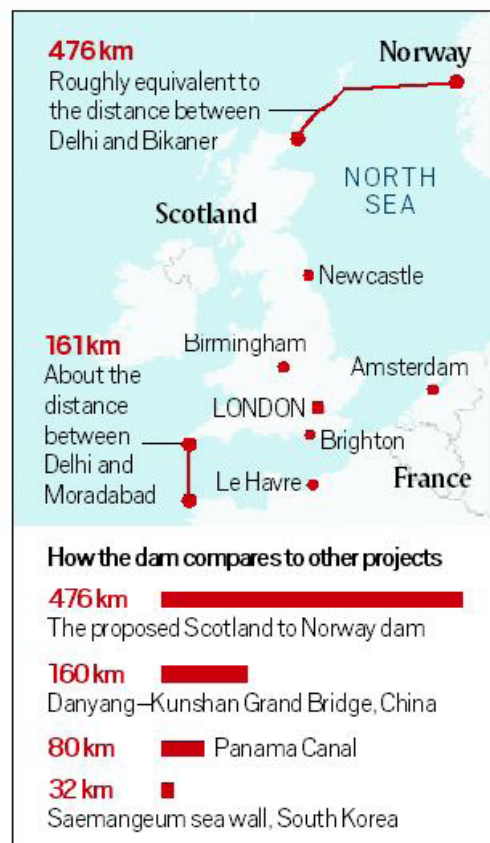 476 km
Roughly equivalent to
the distance between
Delhi and Bikaner
Norway
NORTH
SEA
Scotland
Newcastle
161 km
About the
distance
between
Delhi and
Moradabad
Birmingham
Amsterdam
LONDON
Brighton
Le Havre
France
How the dam compares to other projects
476 km
The proposed Scotland to Norway dam
160 km
Danyang–Kunshan Grand Bridge, China
80 km Panama Canal
32 km
Saemangeum sea wall, South Korea